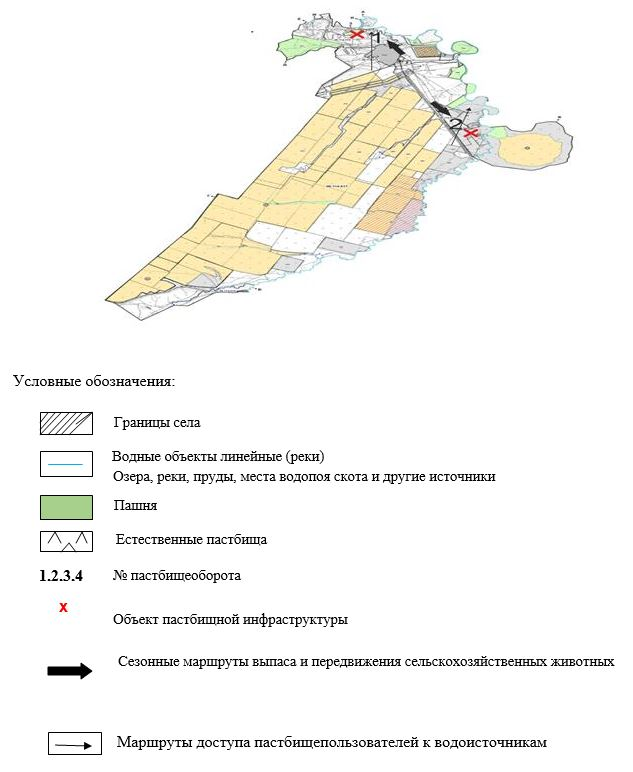 1
2
Условные обозначения:
Границы села
Водные объекты линейные (реки)
Озера, реки, пруды, места водопоя скота и другие источники
Пашня
Естественные пастбища
1.2.3.4 № пастбищеоборота
X
Объект пастбищной инфраструктуры
Сезонные маршруты выпаса и передвижения сельскохозяйственных животных
Маршруты доступа пастбищепользователей к водоисточникам